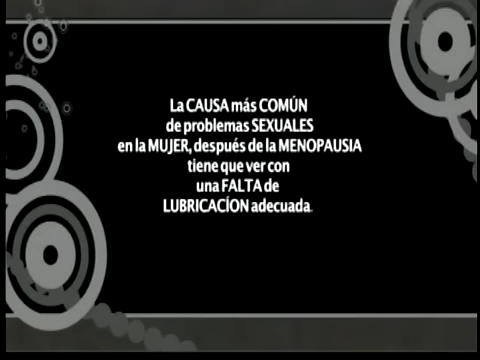 La CAUSA más COMÚN
de problemas SEXUALES
en la MUJER, después de la MENOPAUSIA
tiene que ver con
una FALTA de
LUBRICACÍON adecuada.